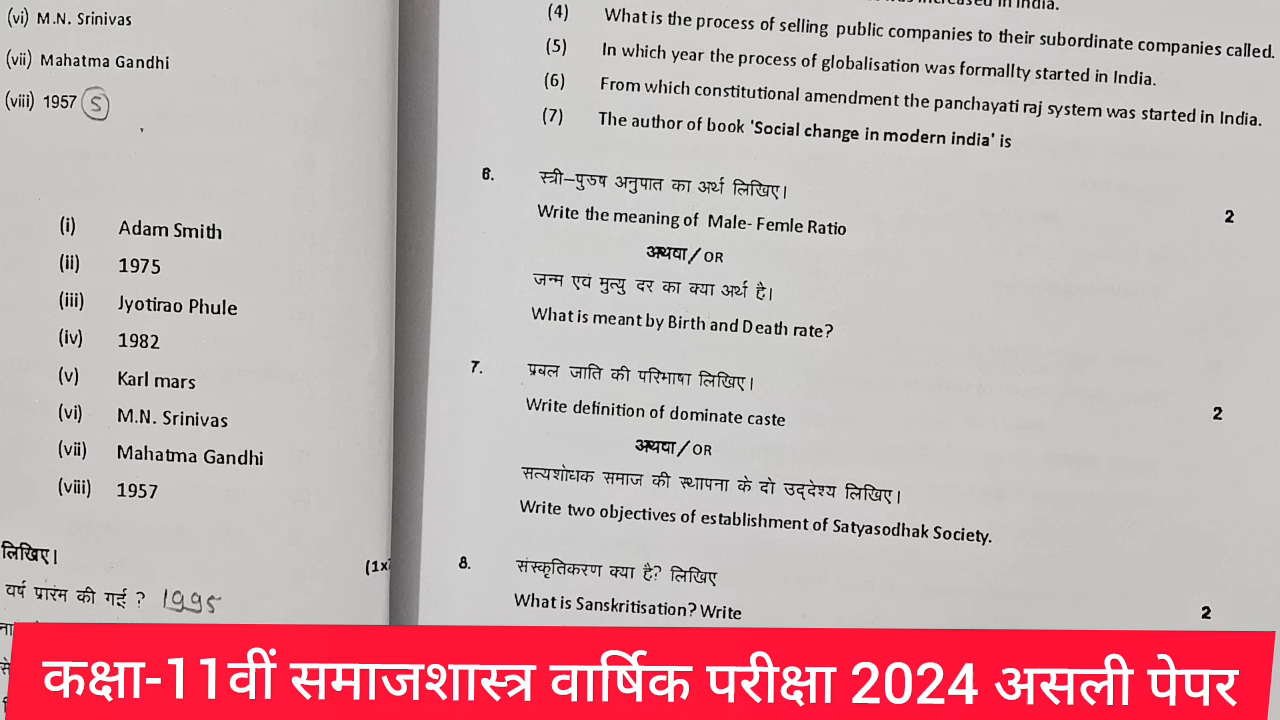 (vi) M.N. Srinivas
(vii) Mahatma Gandhi
(viii) 1957 S
(i) Adam Smith
(ii) 1975
(iii) Jyotirao Phule
(iv) 1982
(v) Karl mars
(vi) M.N. Srinivas
(vii) Mahatma Gandhi
(viii) 1957
लिखिए।
(1x
वर्ष प्रारंम की गई ? 1995
in India.
(4) What is the process of selling public companies to their subordinate companies called.
(5) In which year the process of globalisation was formallty started in India.
(6) From which constitutional amendment the panchayati raj system was started in India.
(7) The author of book 'Social change in modern india' is
6. स्त्री–पुरुष अनुपात का अर्थ लिखिए।
2
Write the meaning of Male- Femle Ratio
अथवा / OR
जन्म एवं मुत्यु दर का क्या अर्थ है।
What is meant by Birth and Death rate?
7. प्रबल जाति की परिभाषा लिखिए।
2
Write definition of dominate caste
अथवा / OR
सत्यशोधक समाज की स्थापना के दो उद्देश्य लिखिए।
Write two objectives of establishment of Satyasodhak Society.
8. संस्कृतिकरण क्या है? लिखिए
What is Sanskritisation? Write
2
कक्षा-11वीं समाजशास्त्र वार्षिक परीक्षा 2024 असली पेपर